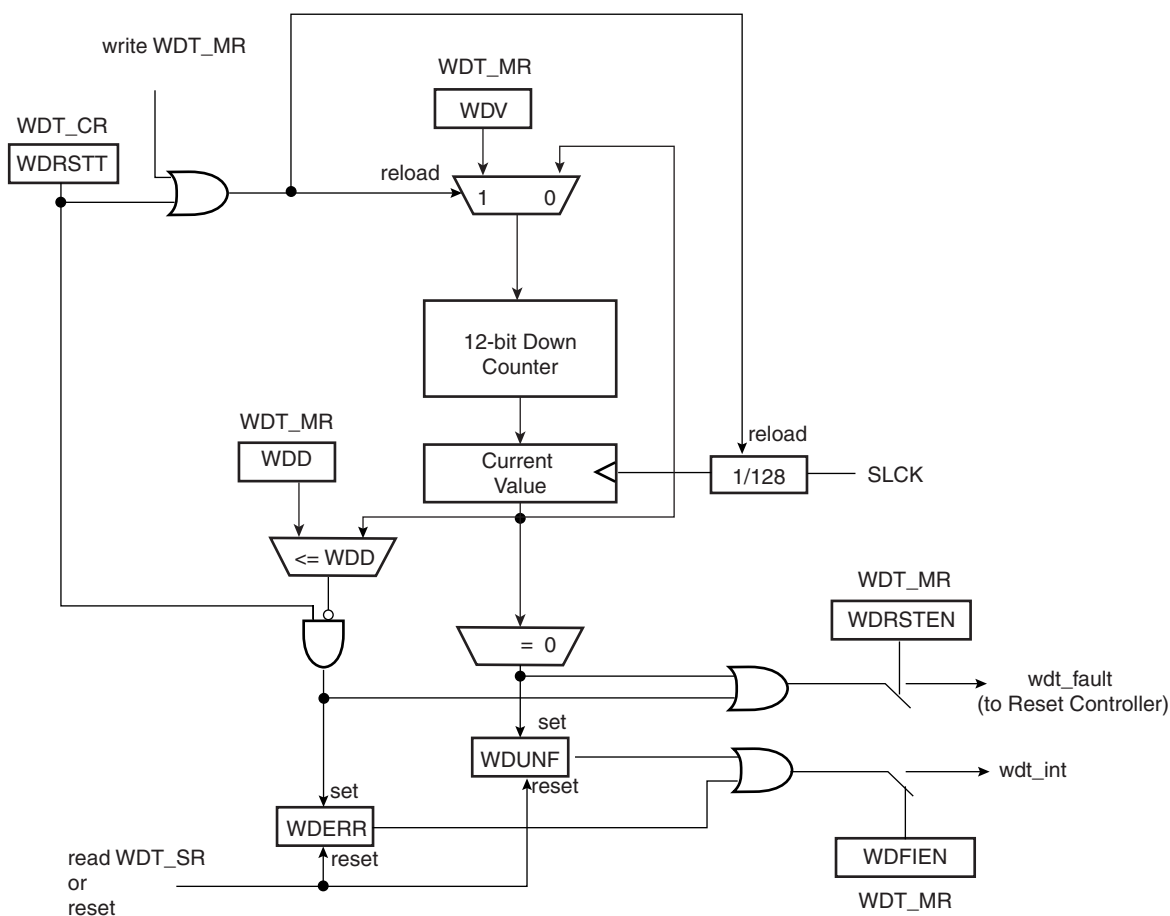 write WDT_MR
WDT_MR
WDV
WDT_CR
WDRSTT
reload
1 0
12-bit Down
Counter
WDT_MR
WDD
Current
Value
reload
1/128
SLCK
<= WDD
= 0
WDT_MR
WDRSTEN
wdt_fault
(to Reset Controller)
set
WDUNF
reset
wdt_int
set
WDERR
reset
read WDT_SR
or
reset
WDFIEN
WDT_MR